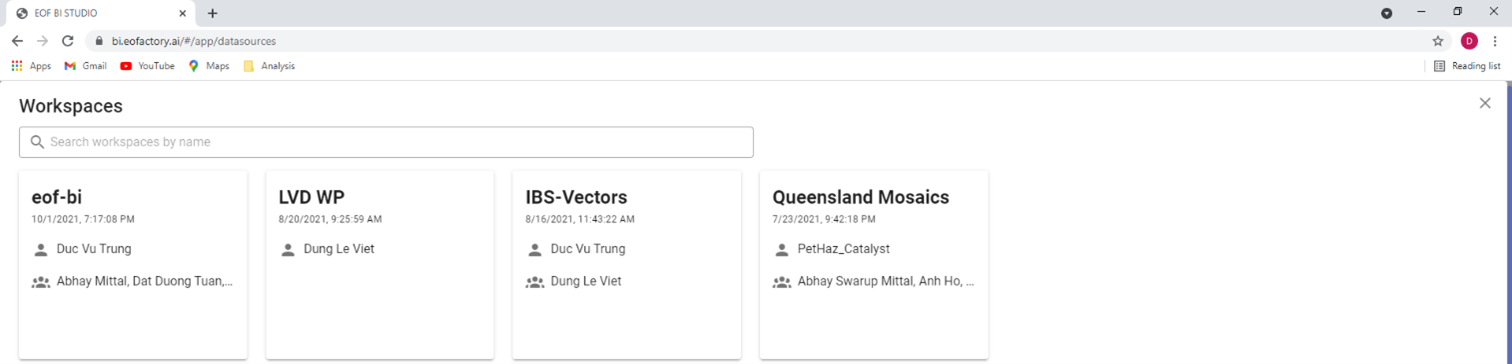 EOF BI STUDIO
bi.eofactory.ai/#/app/datasources
D
Apps Gmail YouTube Maps Analysis Reading list
Workspaces
Search workspaces by name
eof-bi
10/1/2021, 7:17:08 PM
Duc Vu Trung
Abhay Mittal, Dat Duong Tuan,...
LVD WP
8/20/2021, 9:25:59 AM
Dung Le Viet
IBS-Vectors
8/16/2021, 11:43:22 AM
Duc Vu Trung
Dung Le Viet
Queensland Mosaics
7/23/2021, 9:42:18 PM
PetHaz_Catalyst
Abhay Swarup Mittal, Anh Ho, ...